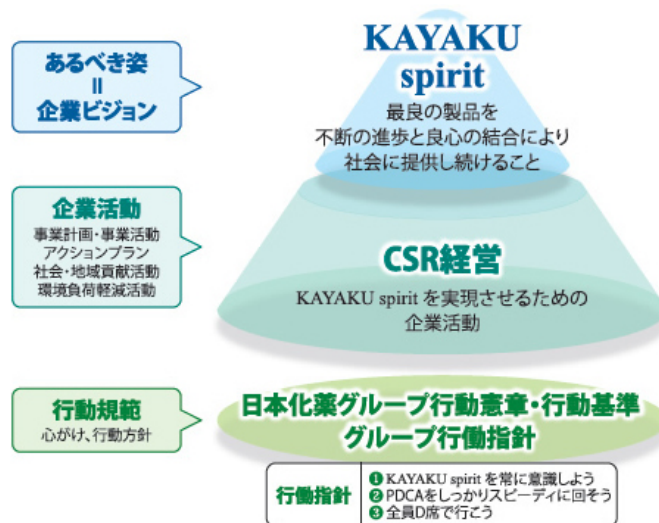 あるべき姿
=
企業ビジョン
KAYAKU
spirit
最良の製品を
不断の進歩と良心の結合により
社会に提供し続けること
企業活動
事業計画・事業活動
アクションプラン
社会・地域貢献活動
環境負荷軽減活動
CSR経営
KAYAKU spirit を実現させるための
企業活動
行動規範
心がけ、行動方針
日本化薬グループ行動憲章・行動基準
グループ行働指針
行働指針
❶ KAYAKU spirit を常に意識しよう
❷ PDCAをしっかりスピーディに回そう
❸ 全員D席で行こう